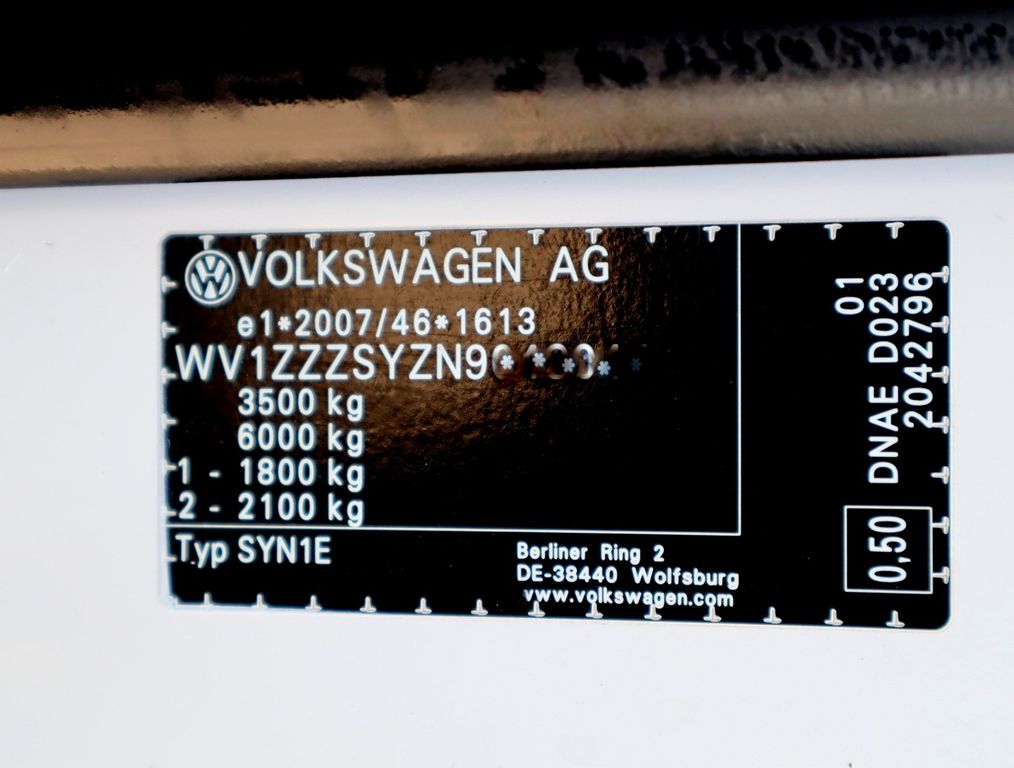 VOLKSWAGEN AG
e1*2007/46*1613
WV1ZZZSYZN9
3500 kg
6000 kg
1 - 1800 kg
2 - 2100 kg
Typ SYN1E
Berliner Ring 2
DE-38440 Wolfsburg
www.volkswagen.com
01
DNAE D023
2042796
0,50